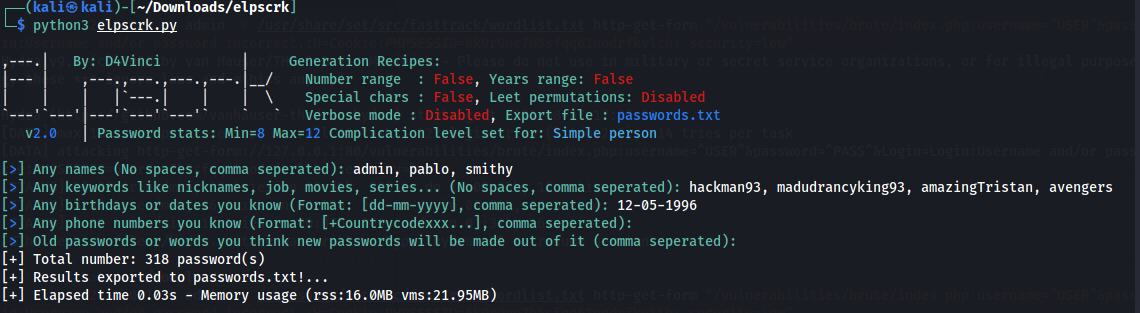 (kali㉿kali)-[~/Downloads/elpscrk]
$ python3 elpscrk.py
By: D4Vinci | Generation Recipes:
Number range : False, Years range: False
Special chars : False, Leet permutations: Disabled
Verbose mode : Disabled, Export file : passwords.txt
v2.0 | Password stats: Min=8 Max=12 Complication level set for: Simple person
[>] Any names (No spaces, comma seperated): admin, pablo, smithy
[>] Any keywords like nicknames, job, movies, series... (No spaces, comma seperated): hackman93, madudrancyking93, amazingTristan, avengers
[>] Any birthdays or dates you know (Format: [dd-mm-yyyy], comma seperated): 12-05-1996
[>] Any phone numbers you know (Format: [+Countrycodexxx...], comma seperated):
[>] Old passwords or words you think new passwords will be made out of it (comma seperated):
[+] Total number: 318 password(s)
[+] Results exported to passwords.txt!...
[+] Elapsed time 0.03s - Memory usage (rss:16.0MB vms:21.95MB)